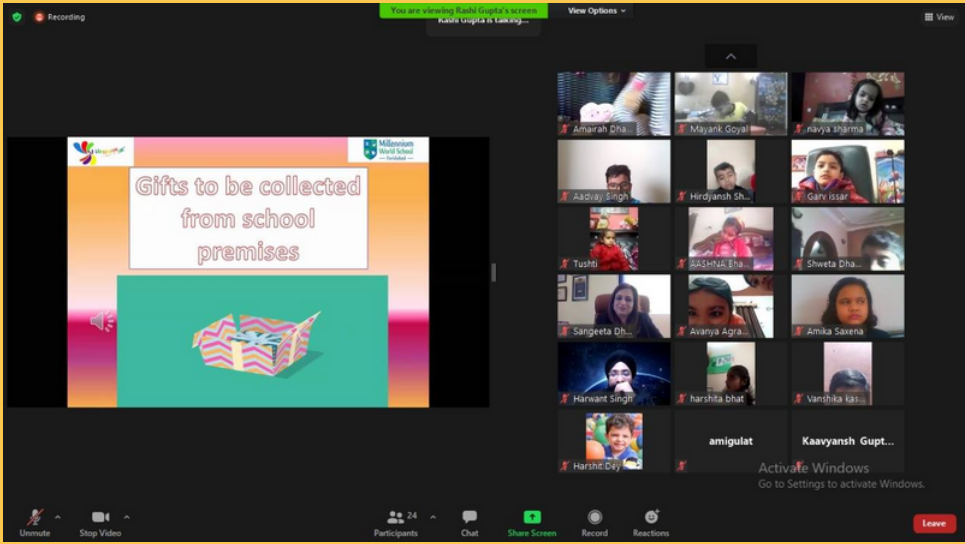 Recording
You are viewing Rashi Gupta's screen
View Options
View
Rashi Gupta is talking...
Millennium
World School
Faridabad
Gifts to be collected
from school
premises
Amairah Dha...
Mayank Goyal
navya sharma
Aadvay Singh
Hirdyansh Sh...
Garv issar
Tushti
AASHNA Bha...
Shweta Dha...
Sangeeta Dh...
Avanya Agra...
Amika Saxena
Harwant Singh
harshita bhat
Vanshika kas...
Harshit Dey
amigulat
Kaavyansh Gupt...
Activate Windows
Go to Settings to activate Windows.
Unmute
Stop Video
24
Participants
Chat
Share Screen
Record
Reactions
Leave